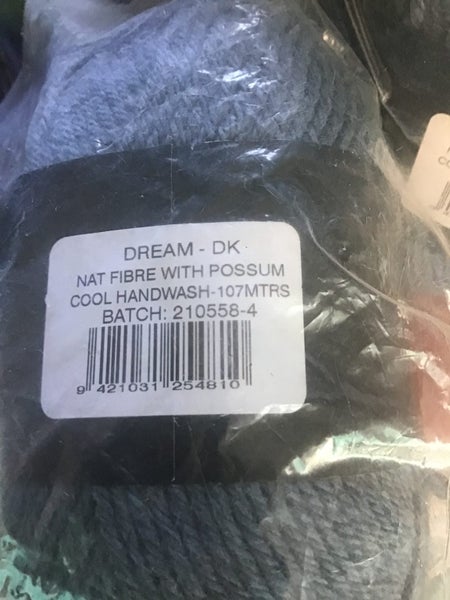 DREAM - DK
NAT FIBRE WITH POSSUM
COOL HANDWASH-107MTRS
BATCH: 210558-4
9 421031 254810